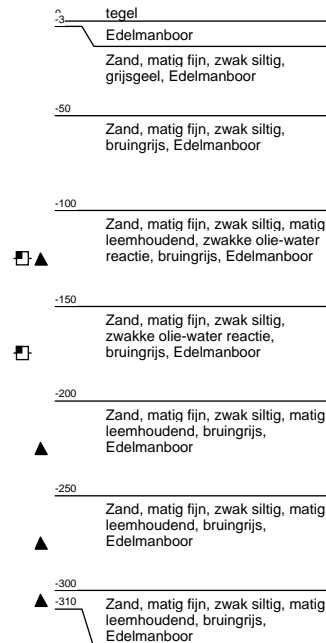 tegel
-3
Edelmanboor
Zand, matig fijn, zwak siltig,
grijsgeel, Edelmanboor
-50
Zand, matig fijn, zwak siltig,
bruingrijs, Edelmanboor
-100
Zand, matig fijn, zwak siltig, matig
leemhoudend, zwakke olie-water
reactie, bruingrijs, Edelmanboor
-150
Zand, matig fijn, zwak siltig,
zwakke olie-water reactie,
bruingrijs, Edelmanboor
-200
Zand, matig fijn, zwak siltig, matig
leemhoudend, bruingrijs,
Edelmanboor
-250
Zand, matig fijn, zwak siltig, matig
leemhoudend, bruingrijs,
Edelmanboor
-300
-310
Zand, matig fijn, zwak siltig, matig
leemhoudend, bruingrijs,
Edelmanboor